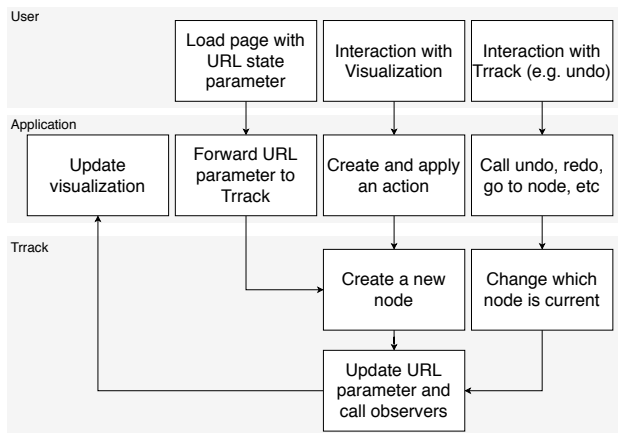 User
Load page with
URL state
parameter
Interaction with
Visualization
Interaction with
Trrack (e.g. undo)
Application
Update
visualization
Forward URL
parameter to
Trrack
Create and apply
an action
Call undo, redo,
go to node, etc
Trrack
Create a new
node
Change which
node is current
Update URL
parameter and
call observers